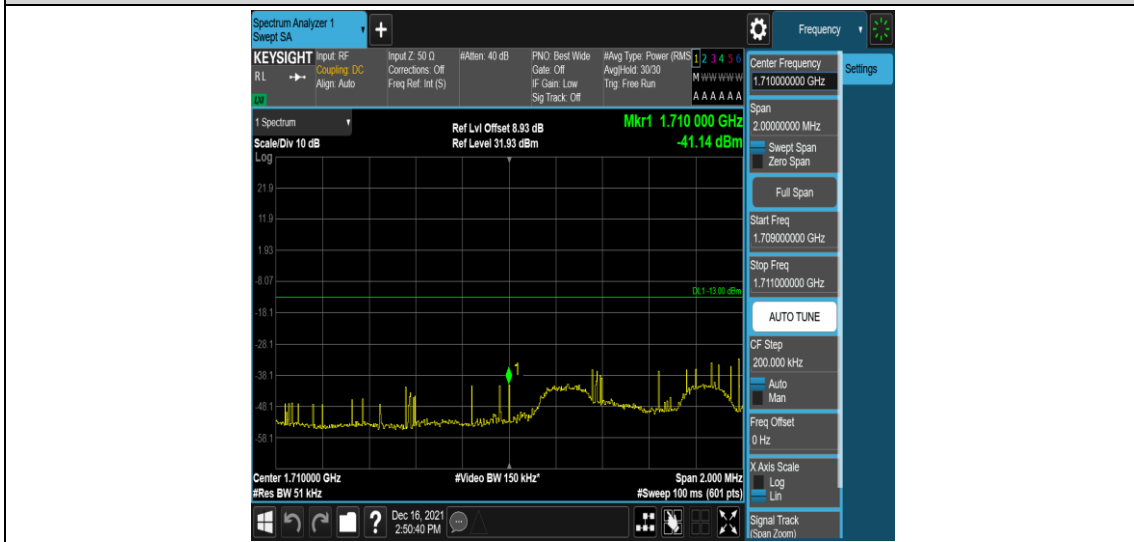 Spectrum Analyzer 1
Swept SA
+
Frequency
KEYSIGHT
RL
LXI
Input: RF
Coupling: DC
Align: Auto
Input Z: 50 Ω
Corrections: Off
Freq Ref: Int (S)
#Atten: 40 dB
PNO: Best Wide
Gate: Off
IF Gain: Low
Sig Track: Off
#Avg Type: Power (RMS
Avg|Hold: 30/30
Trig: Free Run
1 2 3 4 5 6
M W W W W W
A A A A A A
1 Spectrum
Scale/Div 10 dB
Log
Ref Lvl Offset 8.93 dB
Ref Level 31.93 dBm
Mkr1 1.710 000 GHz
-41.14 dBm
21.9
11.9
1.93
-8.07
DL1 -13.00 dBm
-18.1
-28.1
-38.1
1
-48.1
-58.1
Center 1.710000 GHz
#Res BW 51 kHz
#Video BW 150 kHz*
Span 2.000 MHz
#Sweep 100 ms (601 pts)
?
Dec 16, 2021
2:50:40 PM
Center Frequency
1.710000000 GHz
Settings
Span
2.00000000 MHz
Swept Span
Zero Span
Full Span
Start Freq
1.709000000 GHz
Stop Freq
1.711000000 GHz
AUTO TUNE
CF Step
200.000 kHz
Auto
Man
Freq Offset
0 Hz
X Axis Scale
Log
Lin
Signal Track
(Span Zoom)